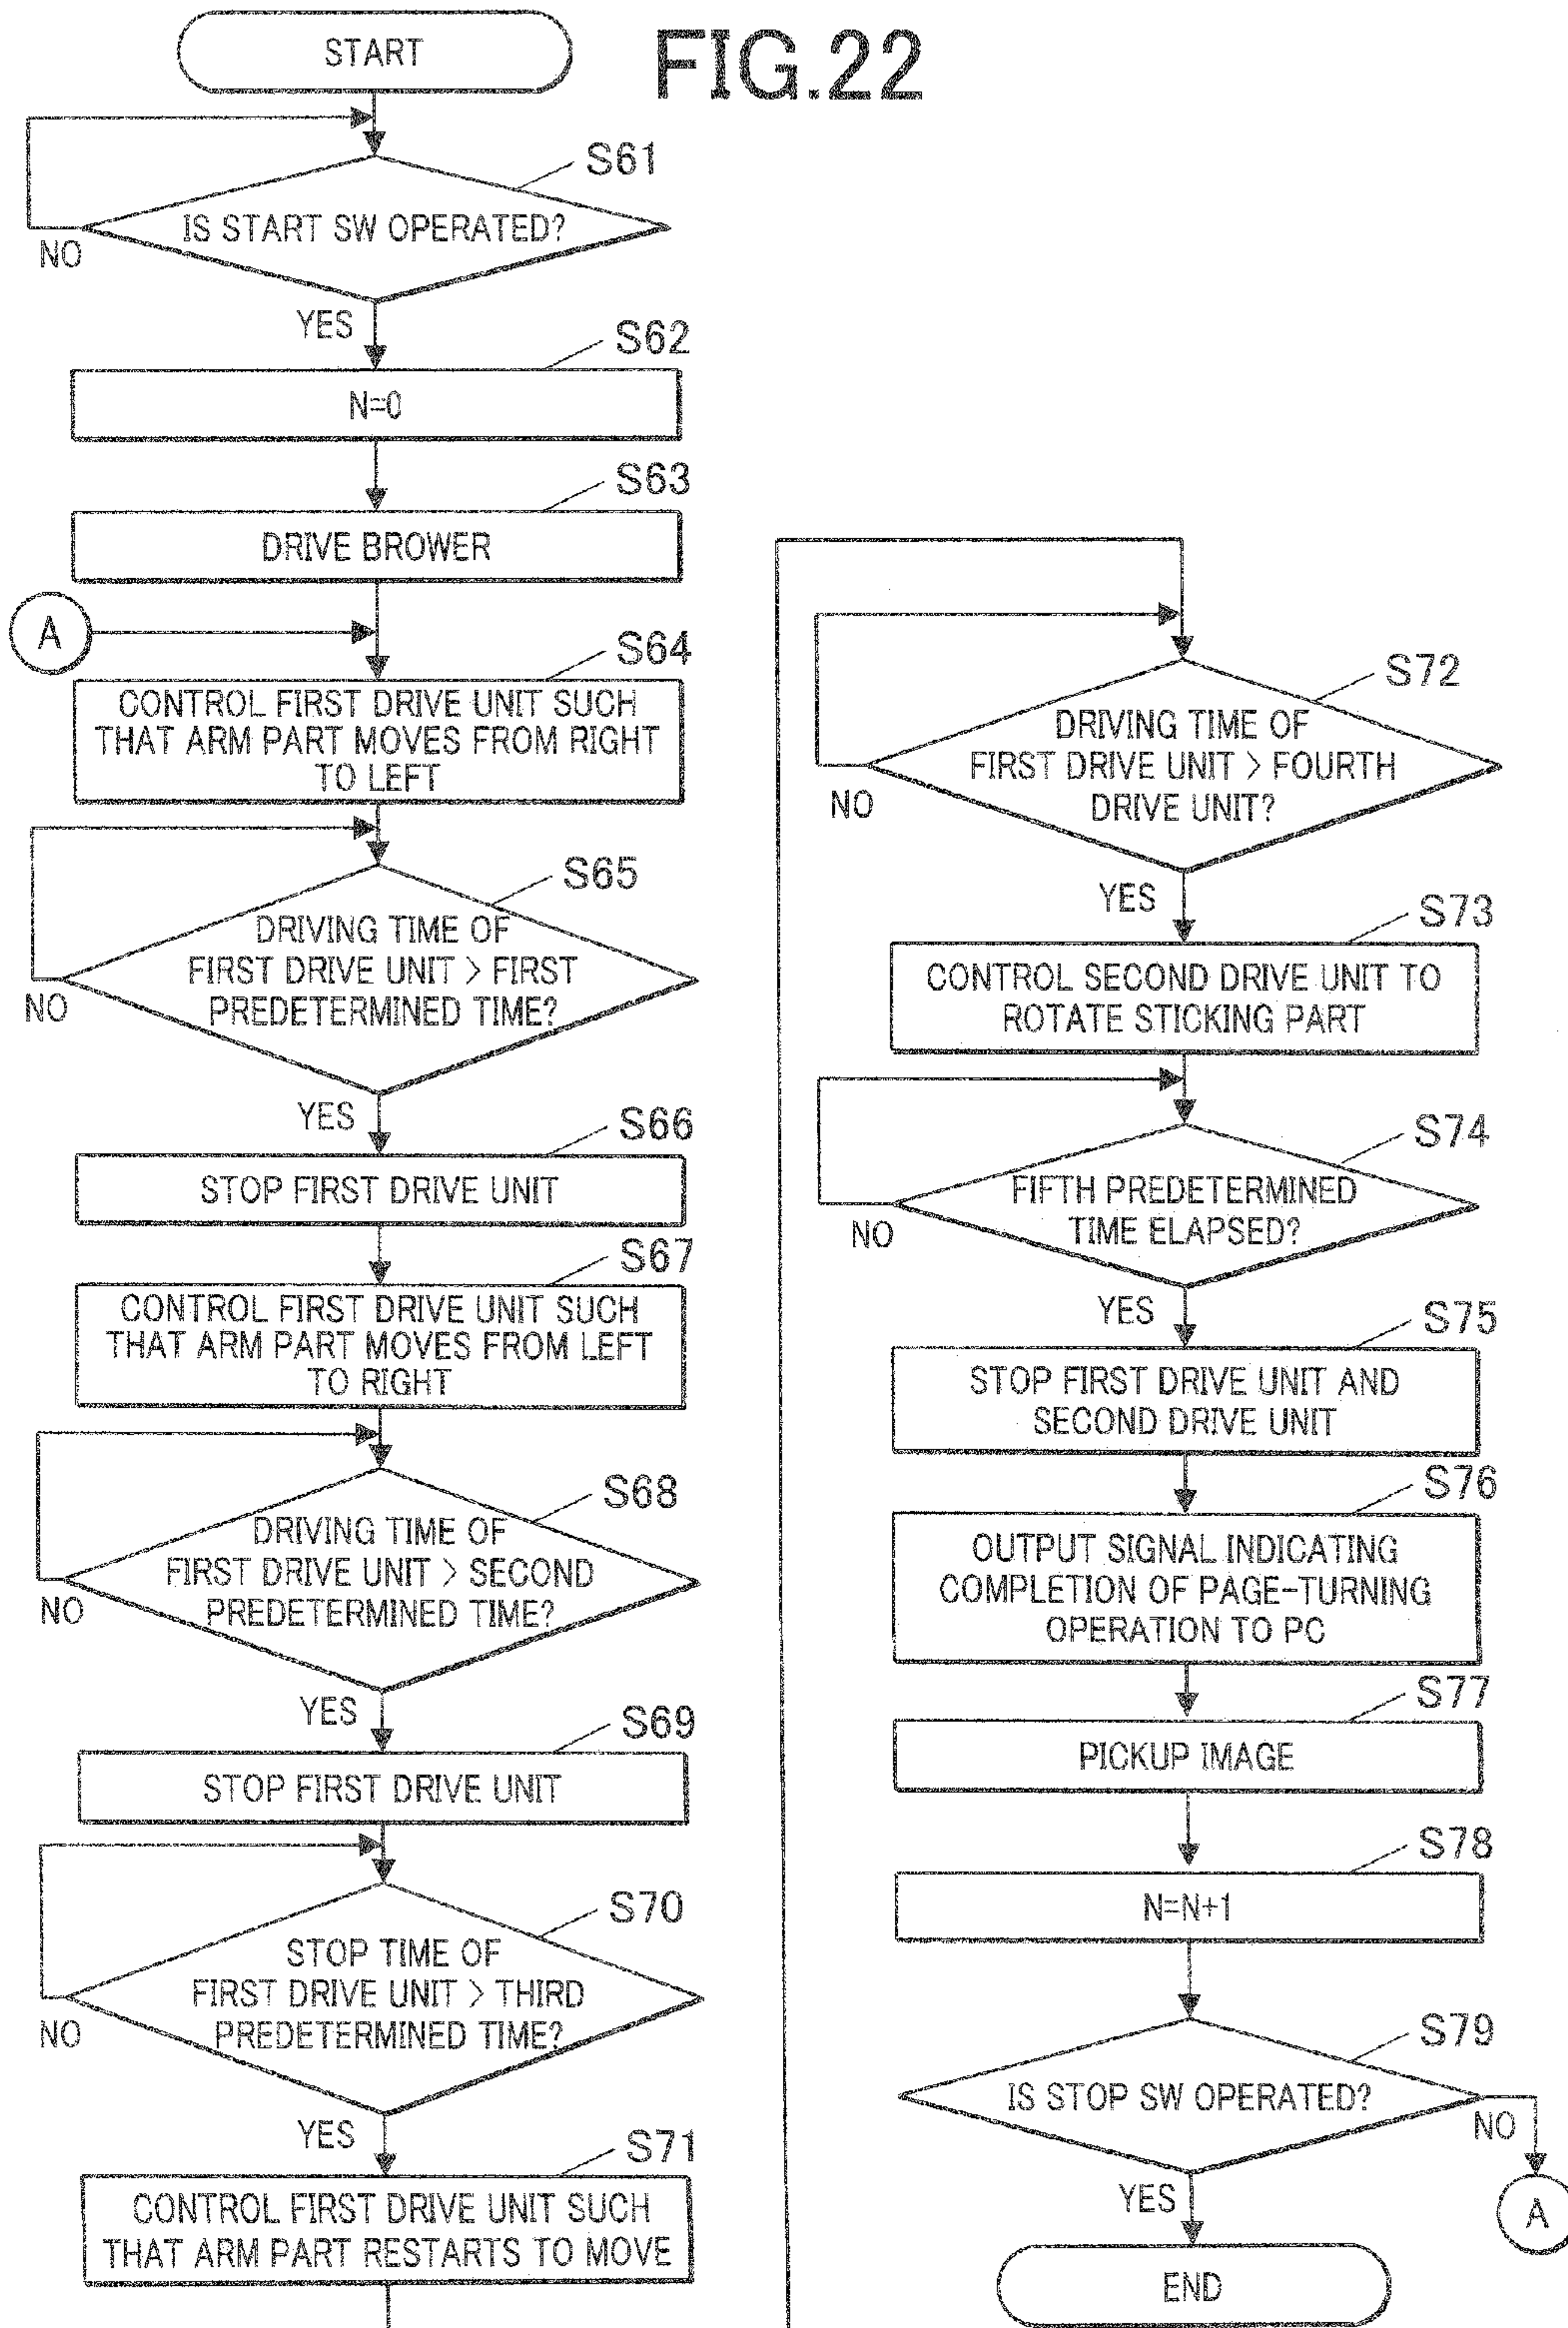 FIG.22
START
S61
IS START SW OPERATED?
NO
YES
S62
N=0
S63
DRIVE BROWER
A
S64
CONTROL FIRST DRIVE UNIT SUCH
THAT ARM PART MOVES FROM RIGHT
TO LEFT
S65
DRIVING TIME OF
FIRST DRIVE UNIT > FIRST
PREDETERMINED TIME?
NO
YES
S66
STOP FIRST DRIVE UNIT
S67
CONTROL FIRST DRIVE UNIT SUCH
THAT ARM PART MOVES FROM LEFT
TO RIGHT
S68
DRIVING TIME OF
FIRST DRIVE UNIT > SECOND
PREDETERMINED TIME?
NO
YES
S69
STOP FIRST DRIVE UNIT
S70
STOP TIME OF
FIRST DRIVE UNIT > THIRD
PREDETERMINED TIME?
NO
YES
S71
CONTROL FIRST DRIVE UNIT SUCH
THAT ARM PART RESTARTS TO MOVE
S72
DRIVING TIME OF
FIRST DRIVE UNIT > FOURTH
DRIVE UNIT?
NO
YES
S73
CONTROL SECOND DRIVE UNIT TO
ROTATE STICKING PART
S74
FIFTH PREDETERMINED
TIME ELAPSED?
NO
YES
S75
STOP FIRST DRIVE UNIT AND
SECOND DRIVE UNIT
S76
OUTPUT SIGNAL INDICATING
COMPLETION OF PAGE-TURNING
OPERATION TO PC
S77
PICKUP IMAGE
S78
N=N+1
S79
IS STOP SW OPERATED?
NO
YES
A
END